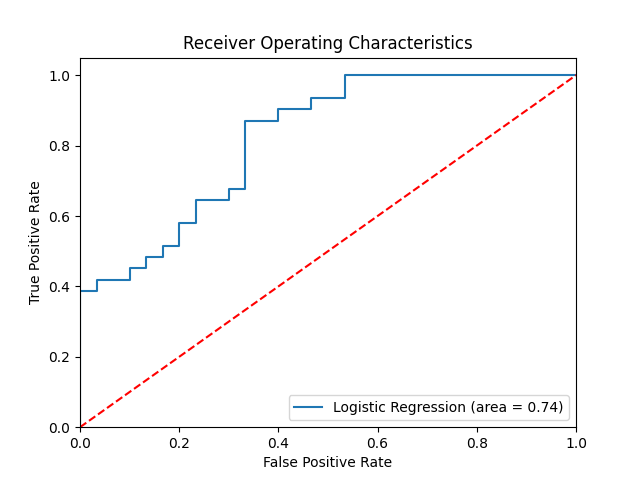 Receiver Operating Characteristics
1.0
0.8
0.6
0.4
0.2
0.0
True Positive Rate
Logistic Regression (area = 0.74)
0.0 0.2 0.4 0.6 0.8 1.0
False Positive Rate